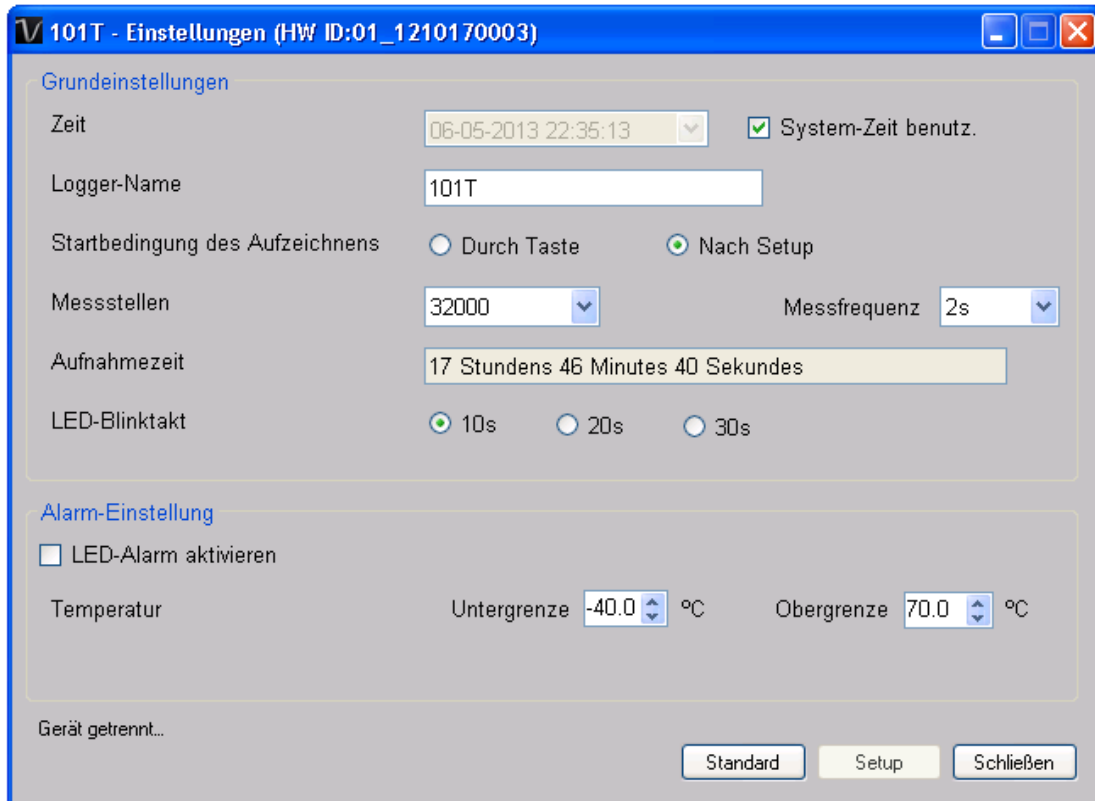 101T - Einstellungen (HW ID:01_1210170003)
Grundeinstellungen
Zeit 06-05-2013 22:35:13 System-Zeit benutz.
Logger-Name 101T
Startbedingung des Aufzeichnens Durch Taste Nach Setup
Messstellen 32000 Messfrequenz 2s
Aufnahmezeit 17 Stundens 46 Minutes 40 Sekundes
LED-Blinktakt 10s 20s 30s
Alarm-Einstellung
LED-Alarm aktivieren
Temperatur Untergrenze -40.0 ºC Obergrenze 70.0 ºC
Gerät getrennt...
Standard Setup Schließen